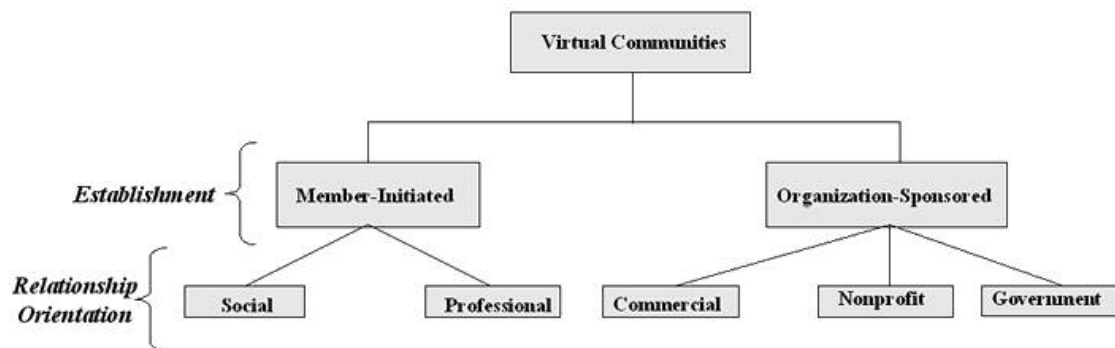 Virtual Communities
Establishment
Member-Initiated
Organization-Sponsored
Relationship
Orientation
Social
Professional
Commercial
Nonprofit
Government